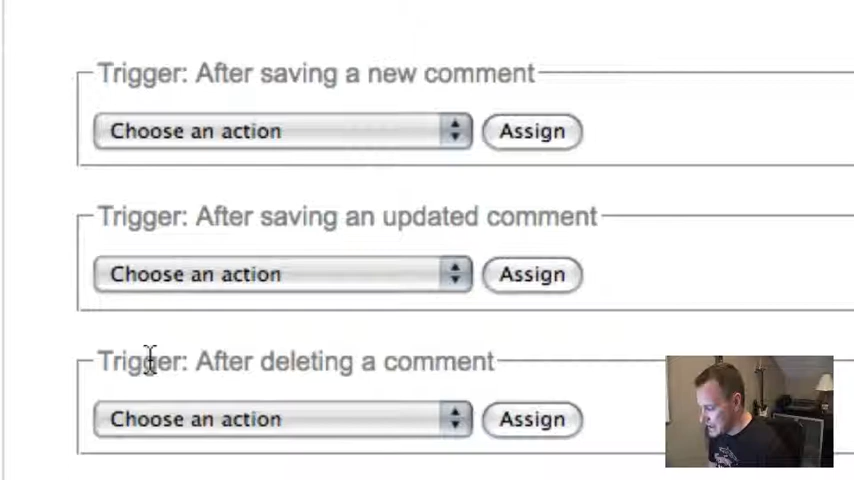 Trigger: After saving a new comment
Choose an action Assign
Trigger: After saving an updated comment
Choose an action Assign
Trigger: After deleting a comment
Choose an action Assign